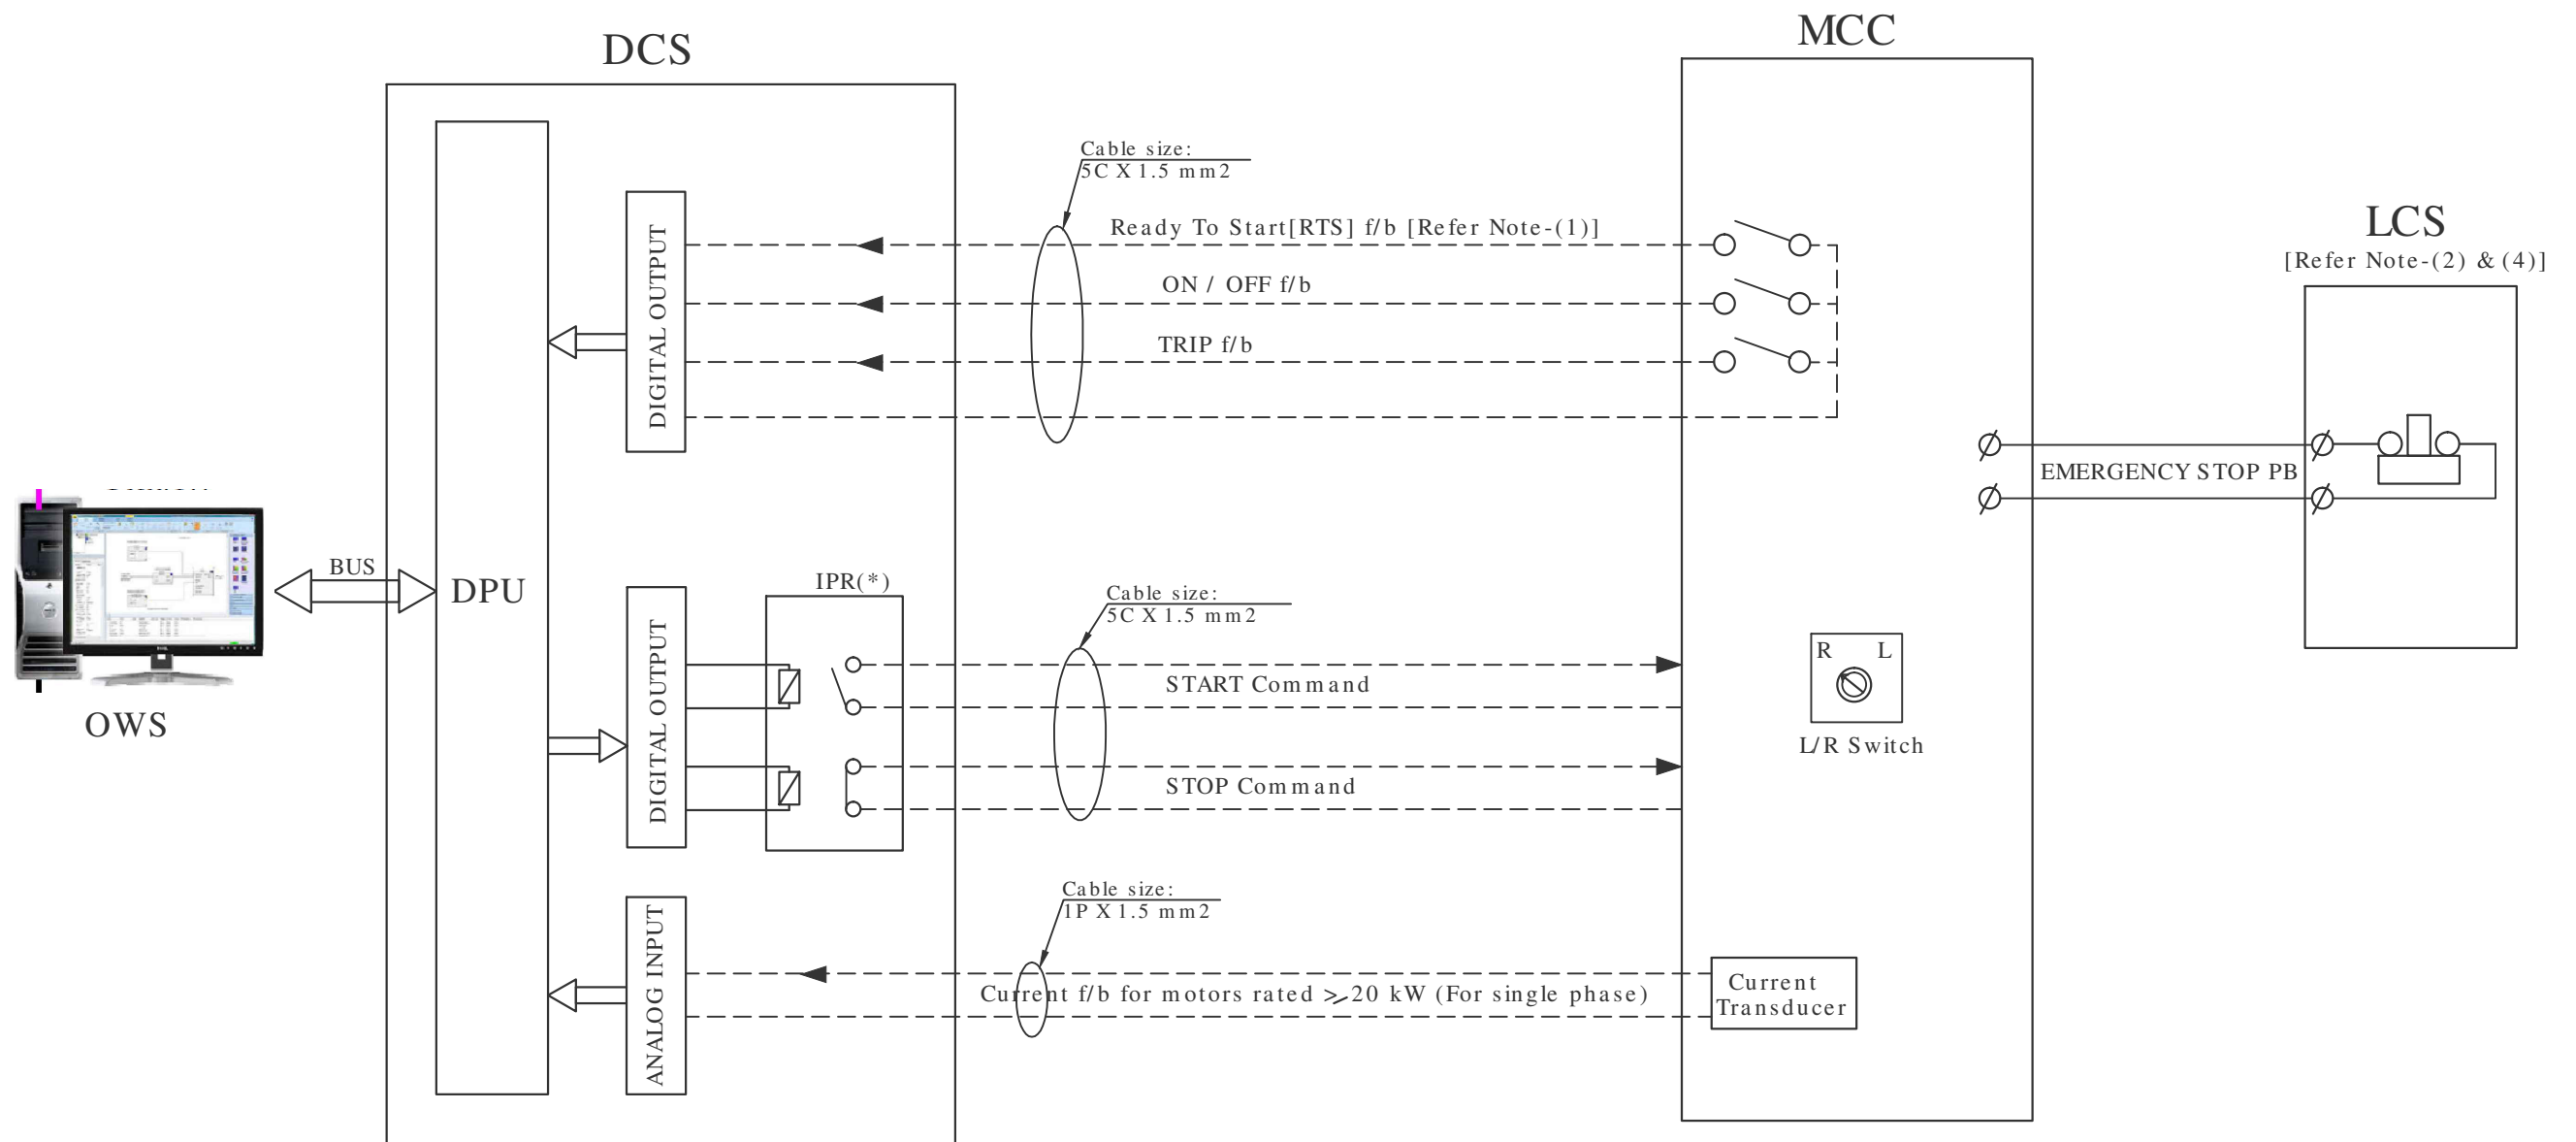 DCS
MCC
Cable size:
5C X 1.5 mm2
Ready To Start[RTS] f/b [Refer Note-(1)]
LCS
[Refer Note-(2) & (4)]
DIGITAL OUTPUT
ON / OFF f/b
TRIP f/b
EMERGENCY STOP PB
BUS
DPU
OWS
IPR(*)
Cable size:
5C X 1.5 mm2
DIGITAL OUTPUT
START Command
STOP Command
R L
L/R Switch
Cable size:
1P X 1.5 mm2
ANALOG INPUT
Current f/b for motors rated ⩾20 kW (For single phase)
Current
Transducer